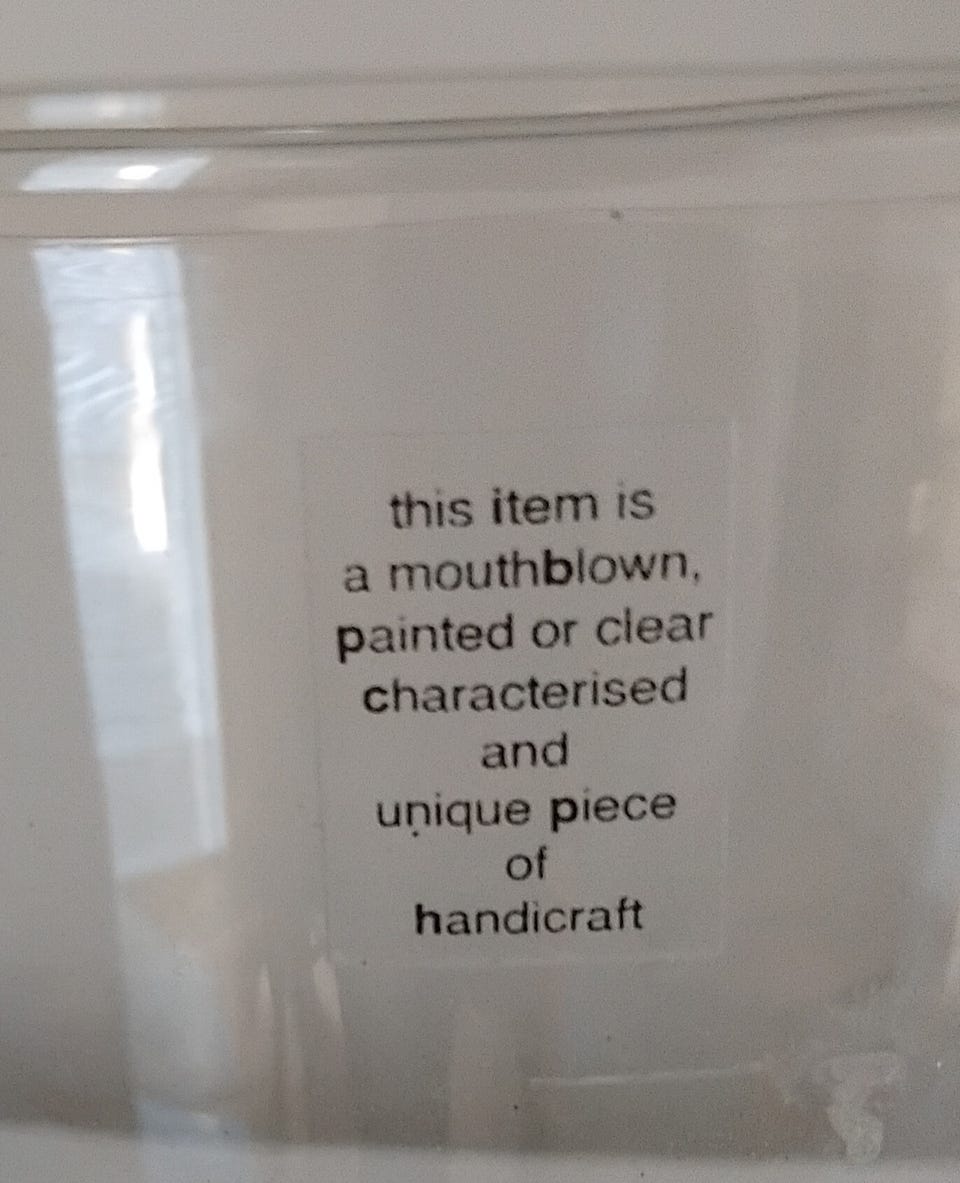 this item is
a mouthblown,
painted or clear
characterised
and
unique piece
of
handicraft